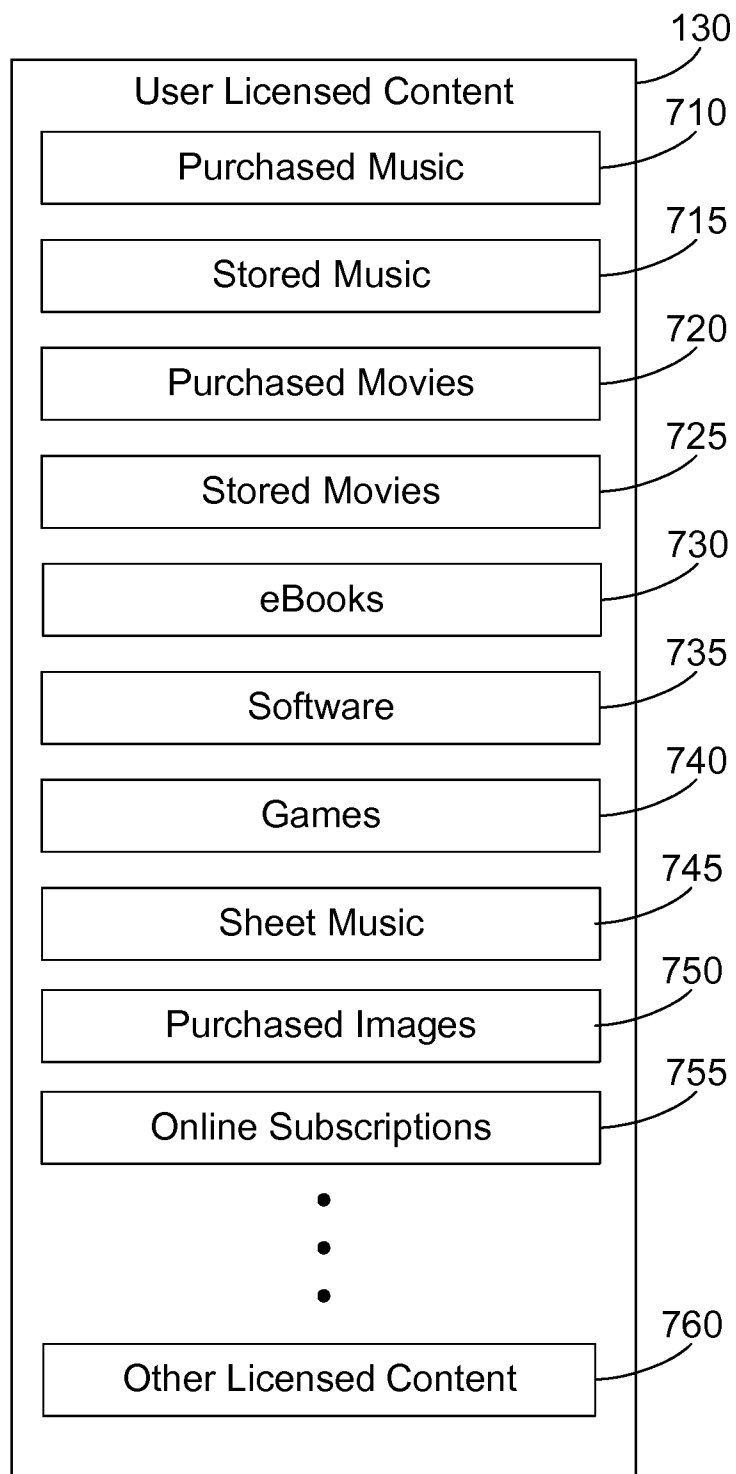 130
User Licensed Content
710
Purchased Music
715
Stored Music
720
Purchased Movies
725
Stored Movies
730
eBooks
735
Software
740
Games
745
Sheet Music
750
Purchased Images
755
Online Subscriptions
760
Other Licensed Content